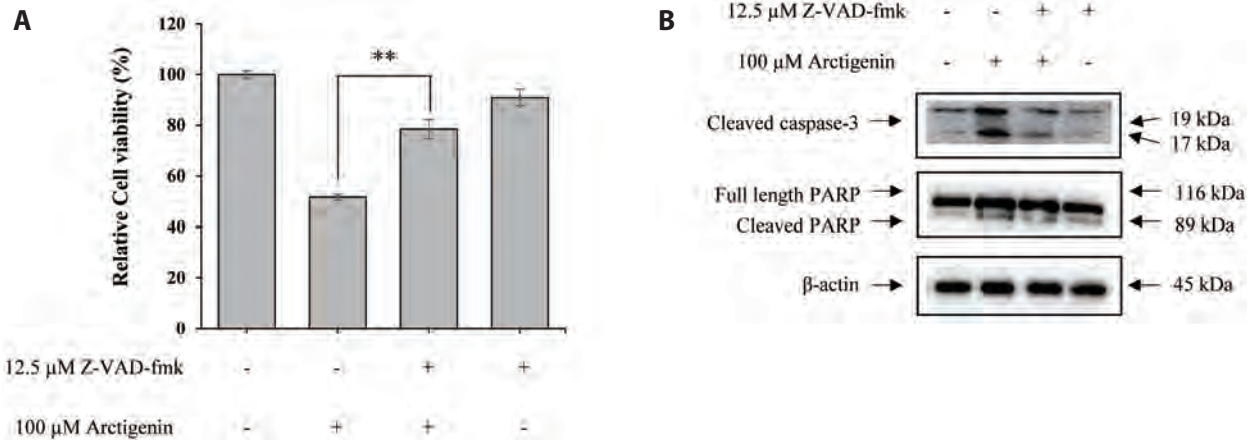 A
120
100
80
60
40
20
0
Relative Cell viability (%)
**
12.5 μM Z-VAD-fmk - - + +
100 μM Arctigenin - + + -
B
12.5 μM Z-VAD-fmk - - + +
100 μM Arctigenin - + + -
Cleaved caspase-3 19 kDa
17 kDa
Full length PARP 116 kDa
Cleaved PARP 89 kDa
β-actin 45 kDa